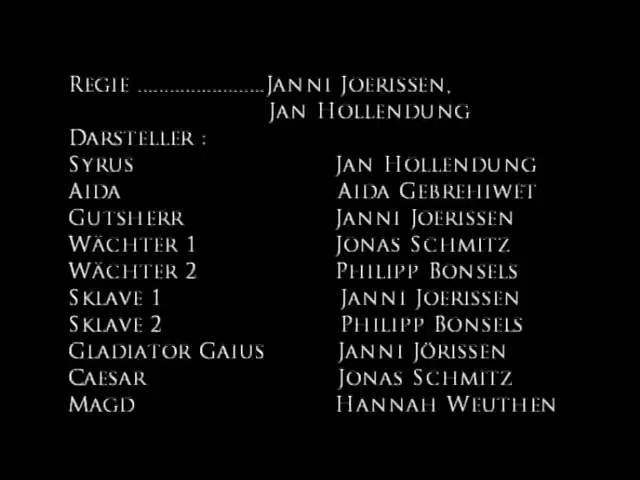 Regie ........................Janni Joerissen,
Jan Hollendung
Darsteller :
Syrus Jan Hollendung
Aida Aida Gebrehiwet
Gutsherr Janni Joerissen
Wächter 1 Jonas Schmitz
Wächter 2 Philipp Bonsels
Sklave 1 Janni Joerissen
Sklave 2 Philipp Bonsels
Gladiator Gaius Janni Jörissen
Caesar Jonas Schmitz
Magd Hannah Weuthen